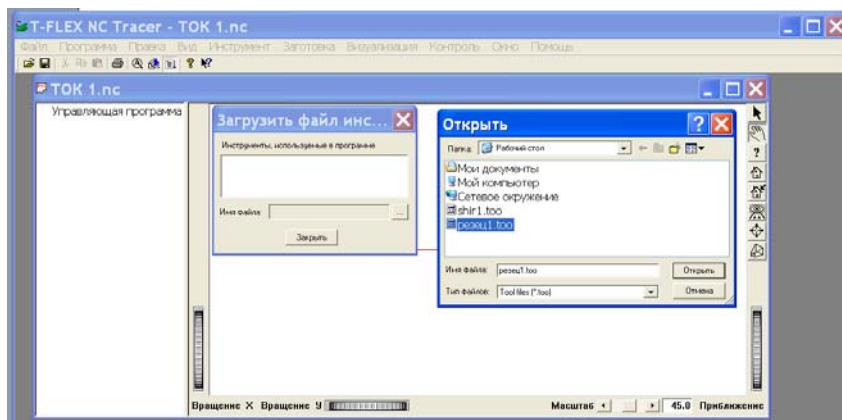 T-FLEX NC Tracer - ТОК 1.nc
Файл Программа Правка Вид Инструмент Заготовка Визуализация Контроль Окно Помощь
ТОК 1.nc
Управляющая программа
Загрузить файл инс...
Инструменты, используемые в программе
Имя файла:
...
Закрыть
Открыть
Папка: Рабочий стол
Мои документы
Мой компьютер
Сетевое окружение
shir1.too
резец1.too
Имя файла: резец1.too Открыть
Тип файлов: Tool files (*.too) Отмена
Вращение X Вращение У Масштаб 45.0 Приближение